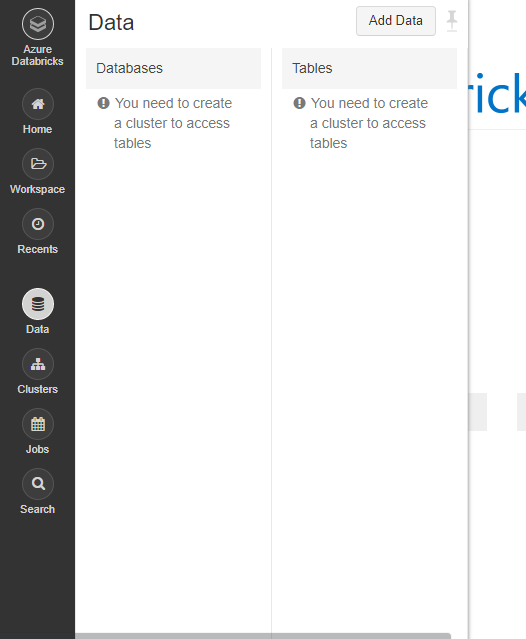 Azure
Databricks
Home
Workspace
Recents
Data
Clusters
Jobs
Search
Data
Add Data
Databases
You need to create
a cluster to access
tables
Tables
You need to create
a cluster to access
tables
rick